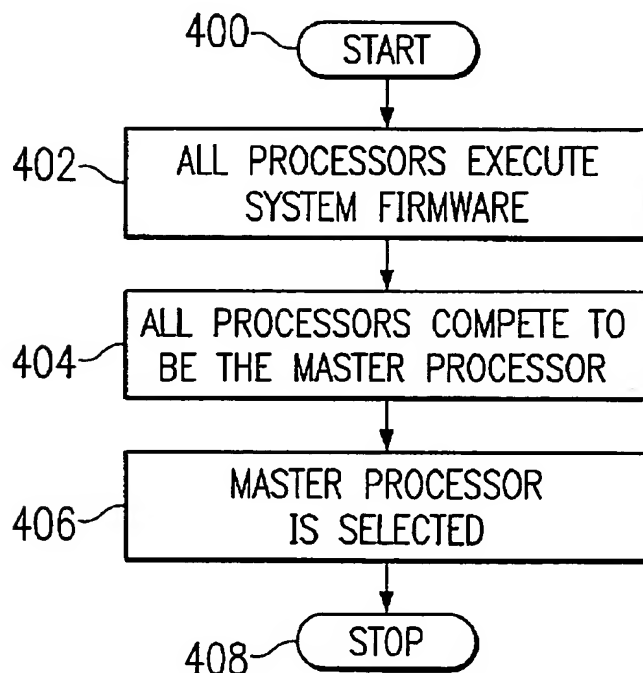 400
START
402
ALL PROCESSORS EXECUTE
SYSTEM FIRMWARE
404
ALL PROCESSORS COMPETE TO
BE THE MASTER PROCESSOR
406
MASTER PROCESSOR
IS SELECTED
408
STOP